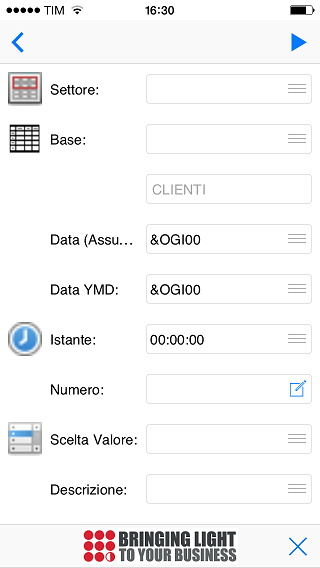 TIM 16:30
Settore:
Base:
CLIENTI
Data (Assu... &OGI00
Data YMD: &OGI00
Istante: 00:00:00
Numero:
Scelta Valore:
Descrizione:
BRINGING LIGHT
TO YOUR BUSINESS